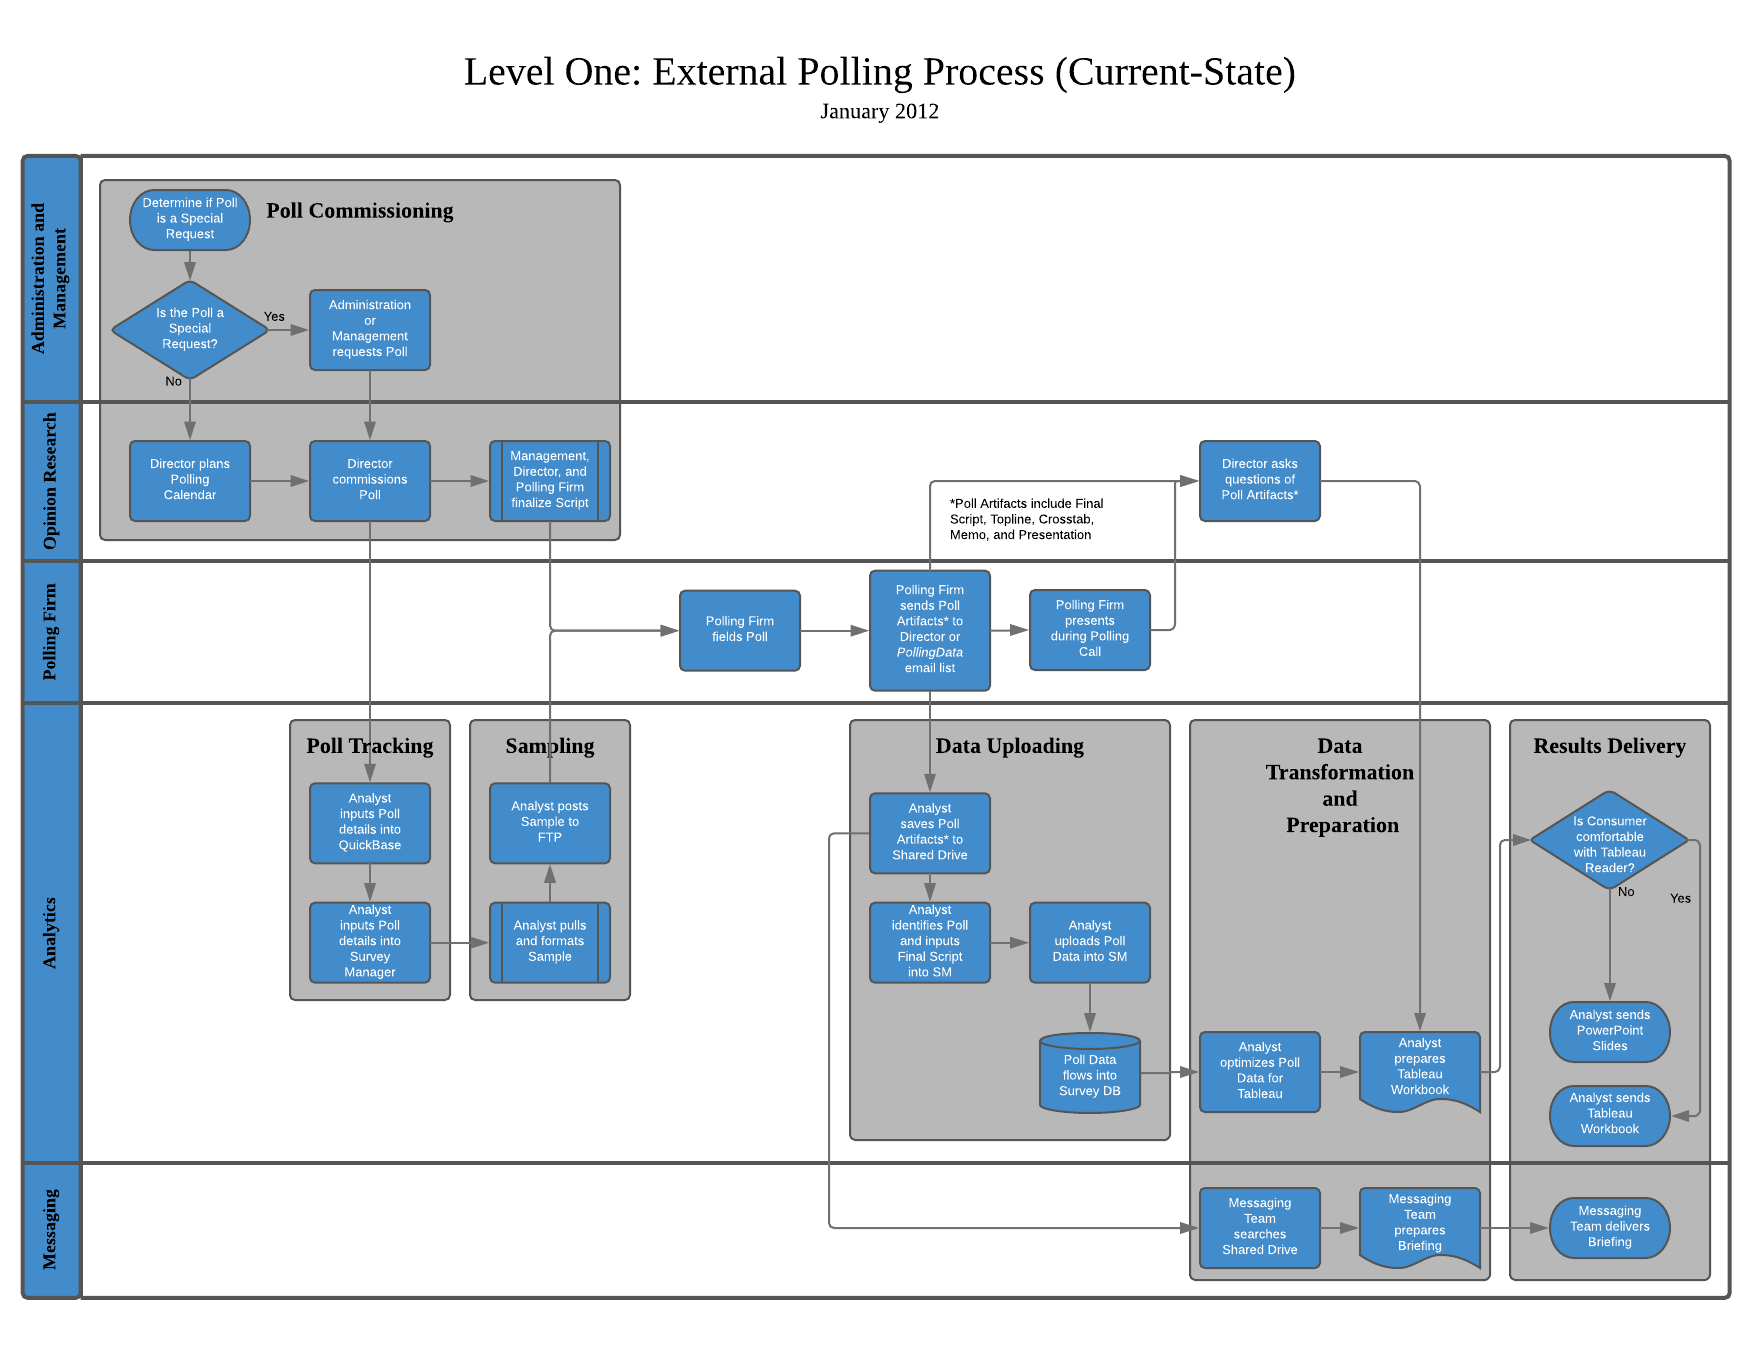 Level One: External Polling Process (Current-State)
January 2012
Administration and
Management
Poll Commissioning
Determine if Poll
is a Special
Request
Is the Poll a
Special
Request?
Yes
No
Administration
or
Management
requests Poll
Opinion Research
Director plans
Polling
Calendar
Director
commissions
Poll
Management,
Director, and
Polling Firm
finalize Script
*Poll Artifacts include Final
Script, Topline, Crosstab,
Memo, and Presentation
Director asks
questions of
Poll Artifacts*
Polling Firm
Polling Firm
fields Poll
Polling Firm
sends Poll
Artifacts* to
Director or
PollingData
email list
Polling Firm
presents
during Polling
Call
Analytics
Poll Tracking
Analyst
inputs Poll
details into
QuickBase
Analyst
inputs Poll
details into
Survey
Manager
Sampling
Analyst posts
Sample to
FTP
Analyst pulls
and formats
Sample
Data Uploading
Analyst
saves Poll
Artifacts* to
Shared Drive
Analyst
identifies Poll
and inputs
Final Script
into SM
Analyst
uploads Poll
Data into SM
Poll Data
flows into
Survey DB
Data
Transformation
and
Preparation
Analyst
optimizes Poll
Data for
Tableau
Analyst
prepares
Tableau
Workbook
Results Delivery
Is Consumer
comfortable
with Tableau
Reader?
No
Yes
Analyst sends
PowerPoint
Slides
Analyst sends
Tableau
Workbook
Messaging
Messaging
Team
searches
Shared Drive
Messaging
Team
prepares
Briefing
Messaging
Team delivers
Briefing